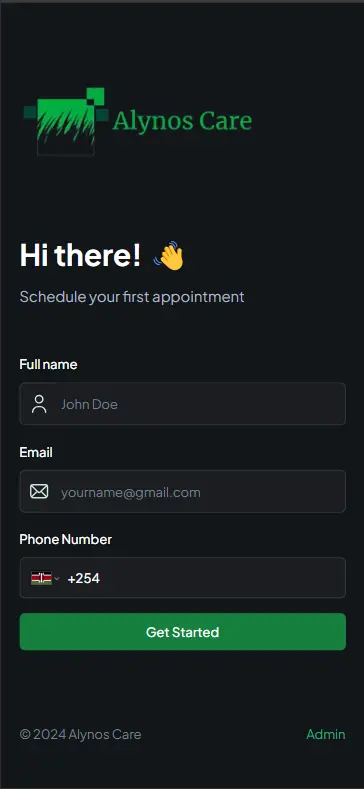 Alynos Care
Hi there! 👋
Schedule your first appointment
Full name
John Doe
Email
yourname@gmail.com
Phone Number
+254
Get Started
© 2024 Alynos Care
Admin